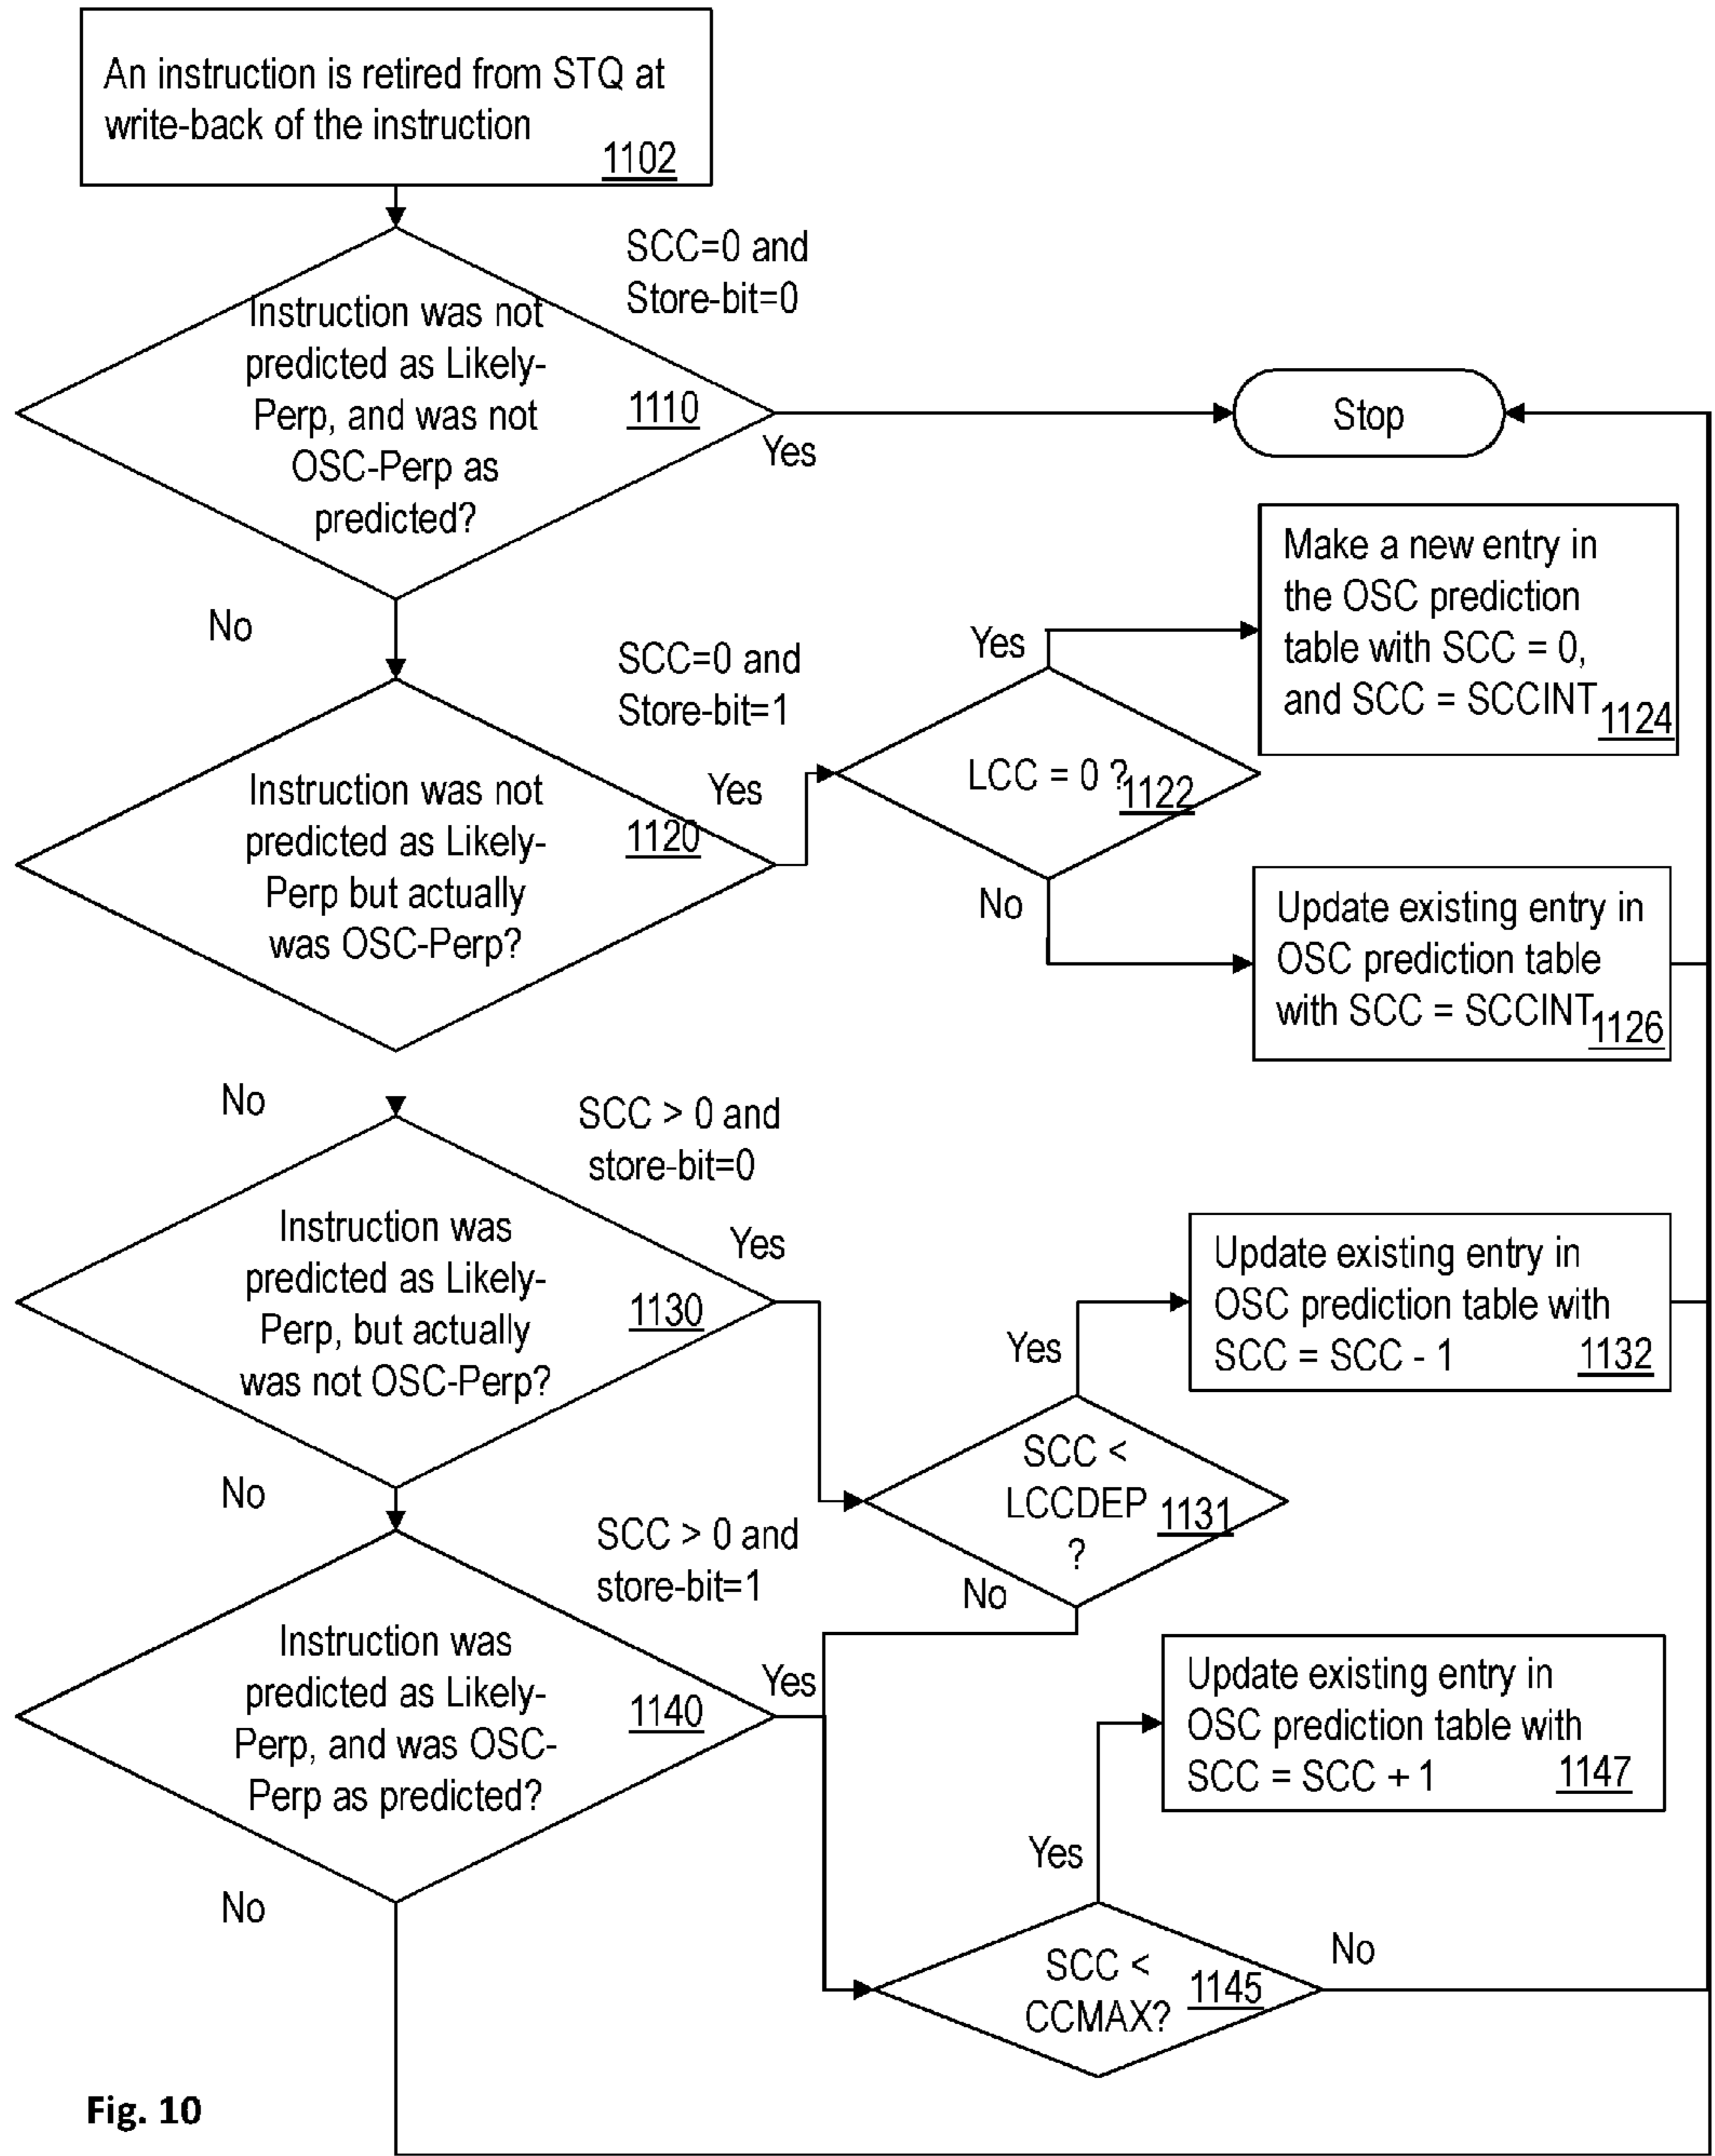 An instruction is retired from STQ at
write-back of the instruction
1102
SCC=0 and
Store-bit=0
Instruction was not
predicted as Likely-
Perp, and was not
OSC-Perp as
predicted?
1110
Yes
Stop
No
Make a new entry in
the OSC prediction
table with SCC = 0,
and SCC = SCCINT
1124
SCC=0 and
Store-bit=1
Yes
Instruction was not
predicted as Likely-
Perp but actually
was OSC-Perp?
1120
Yes
LCC = 0 ?
1122
No
Update existing entry in
OSC prediction table
with SCC = SCCINT
1126
No
SCC > 0 and
store-bit=0
Instruction was
predicted as Likely-
Perp, but actually
was not OSC-Perp?
1130
Yes
Update existing entry in
OSC prediction table with
SCC = SCC - 1
1132
Yes
SCC <
LCCDEP
?
1131
No
No
SCC > 0 and
store-bit=1
Instruction was
predicted as Likely-
Perp, and was OSC-
Perp as predicted?
1140
Yes
Update existing entry in
OSC prediction table with
SCC = SCC + 1
1147
Yes
No
SCC <
CCMAX?
1145
No
Fig. 10